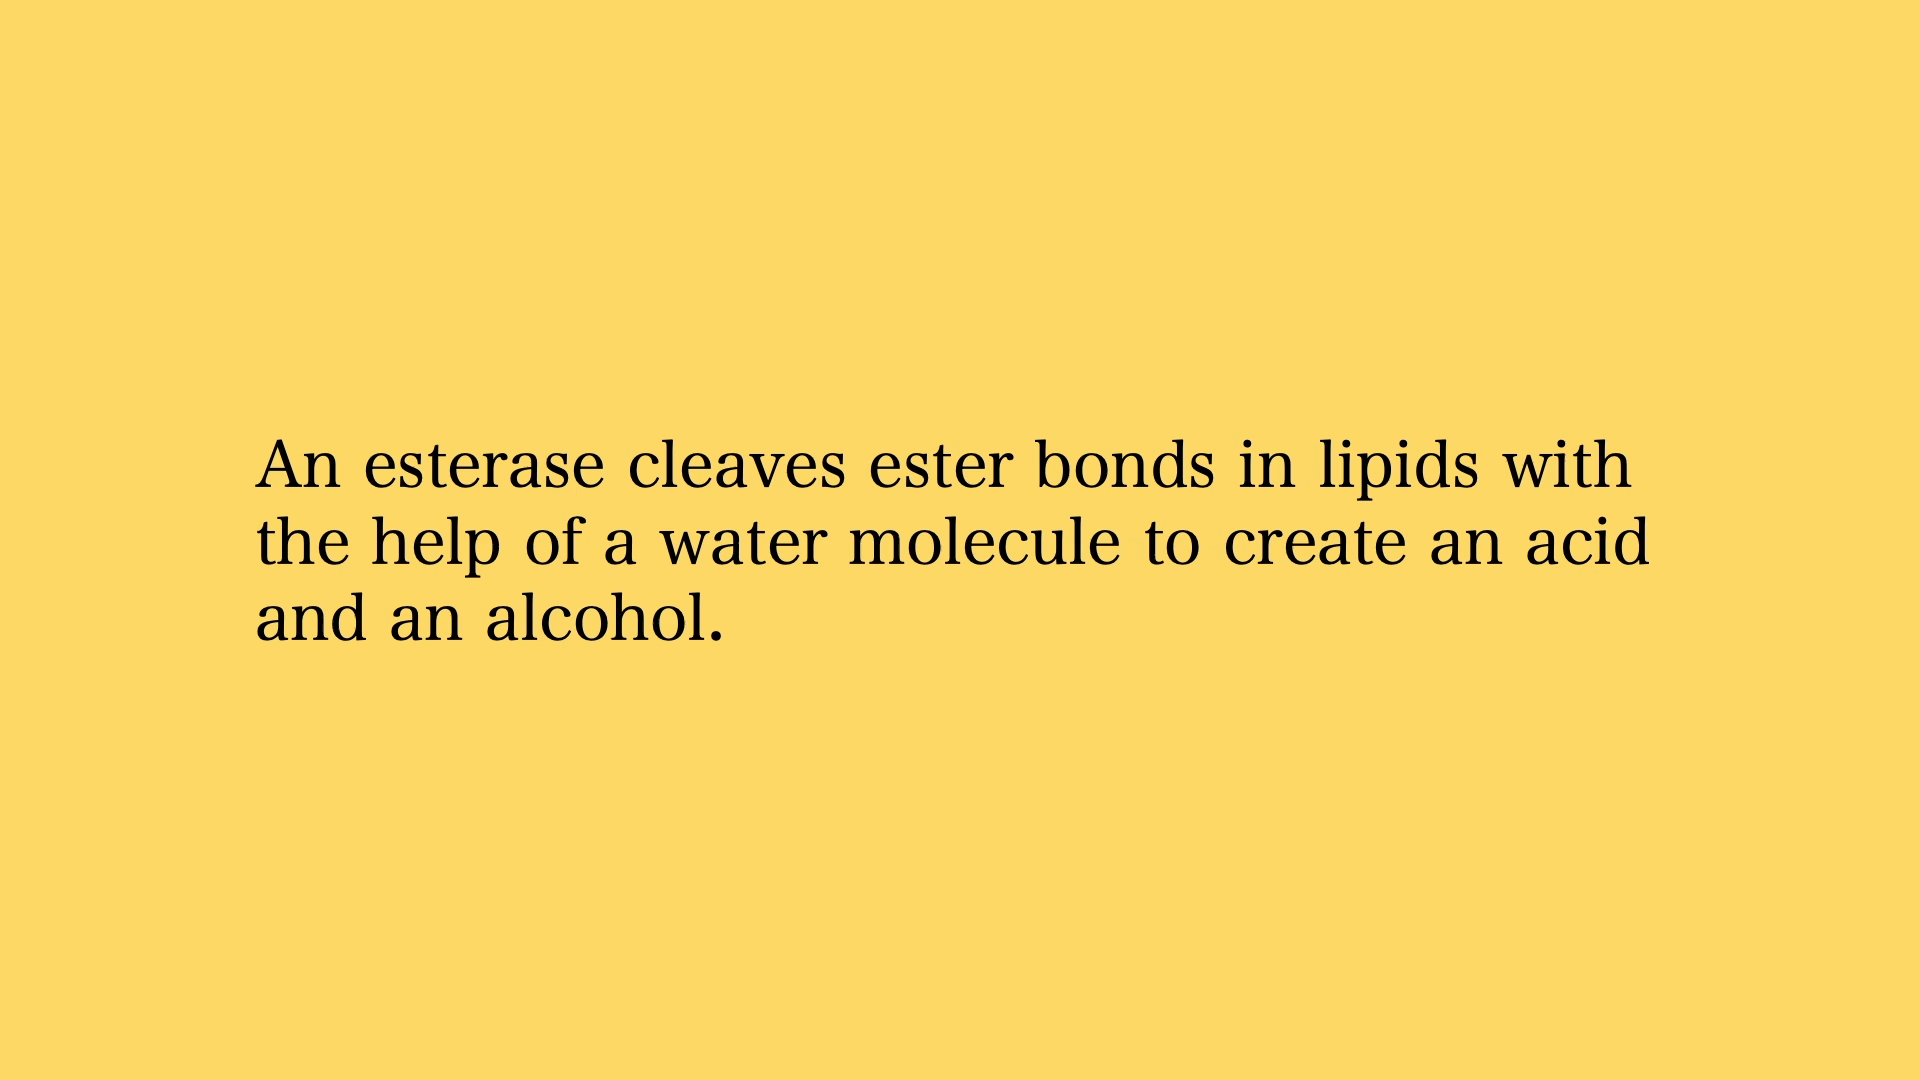 An esterase cleaves ester bonds in lipids with
the help of a water molecule to create an acid
and an alcohol.